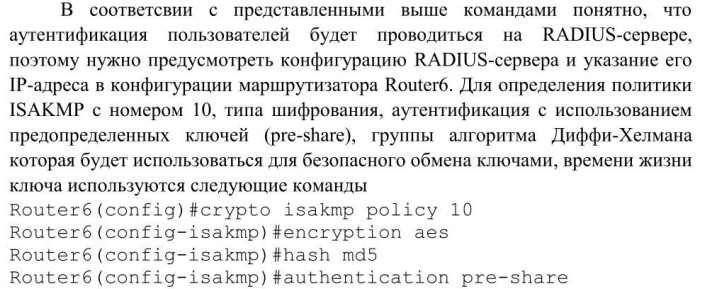 В соответсвии с представленными выше командами понятно, что
аутентификация пользователей будет проводиться на RADIUS-сервере,
поэтому нужно предусмотреть конфигурацию RADIUS-сервера и указание его
IP-адреса в конфигурации маршрутизатора Router6. Для определения политики
ISAKMP с номером 10, типа шифрования, аутентификация с использованием
предопределенных ключей (pre-share), группы алгоритма Диффи-Хелмана
которая будет использоваться для безопасного обмена ключами, времени жизни
ключа используются следующие команды
Router6(config)#crypto isakmp policy 10
Router6(config-isakmp)#encryption aes
Router6(config-isakmp)#hash md5
Router6(config-isakmp)#authentication pre-share